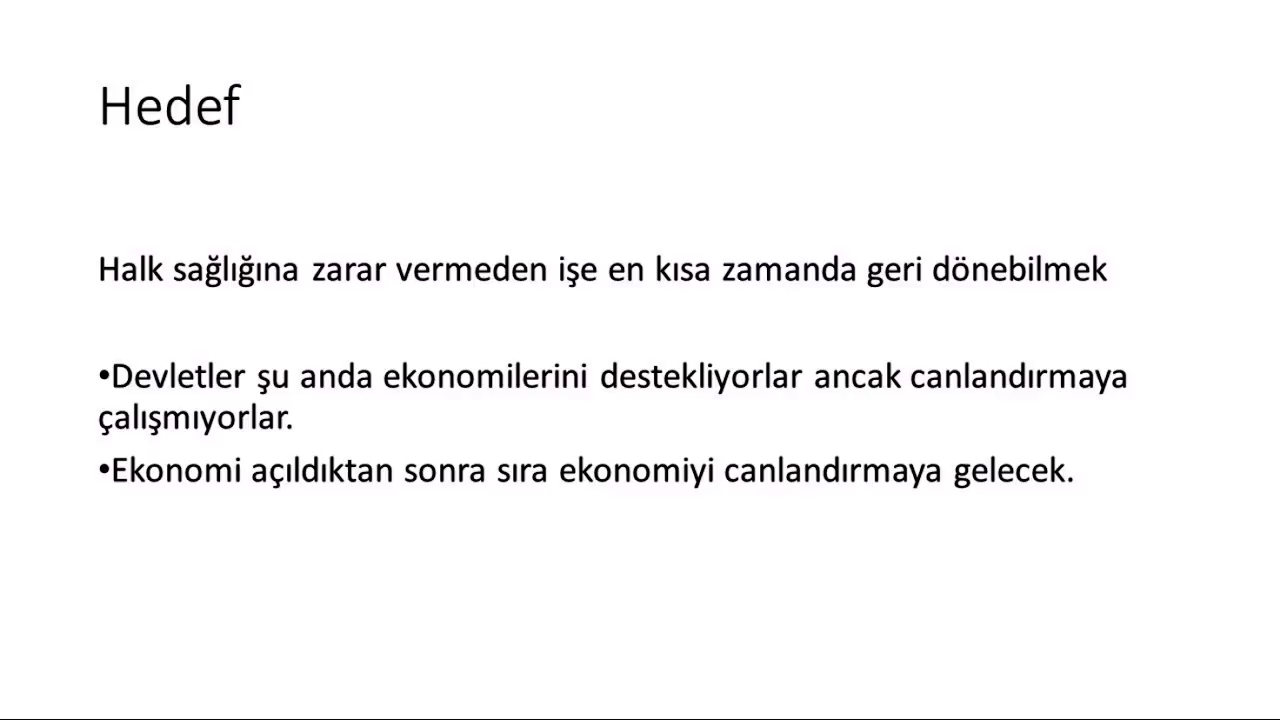 Hedef
Halk sağlığına zarar vermeden işe en kısa zamanda geri dönebilmek
•Devletler şu anda ekonomilerini destekliyorlar ancak canlandırmaya
çalışmıyorlar.
•Ekonomi açıldıktan sonra sıra ekonomiyi canlandırmaya gelecek.